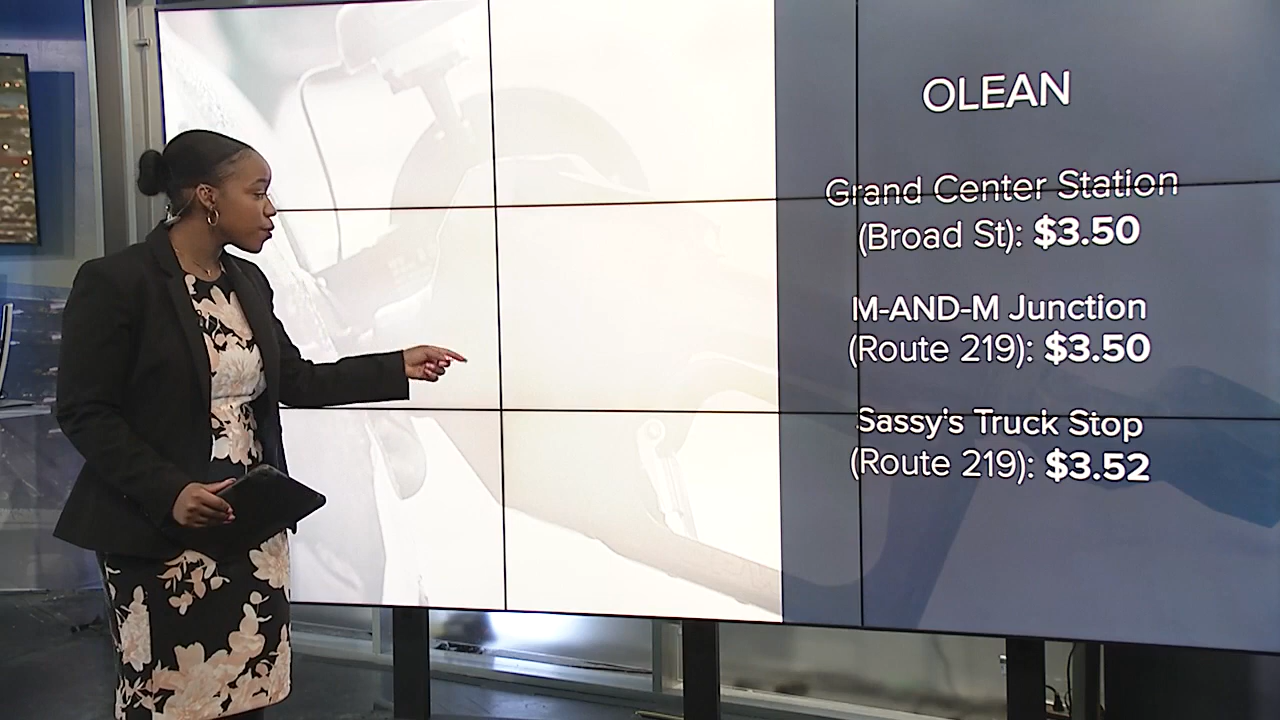 OLEAN
Grand Center Station
(Broad St): $3.50
M-AND-M Junction
(Route 219): $3.50
Sassy's Truck Stop
(Route 219): $3.52